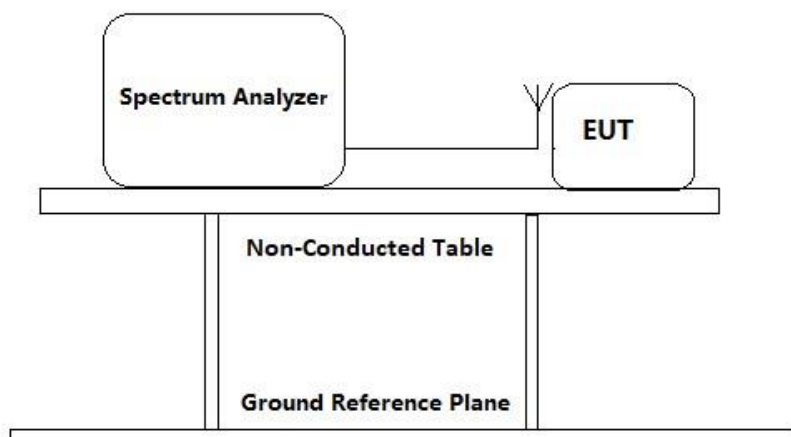 Spectrum Analyzer
EUT
Non-Conducted Table
Ground Reference Plane